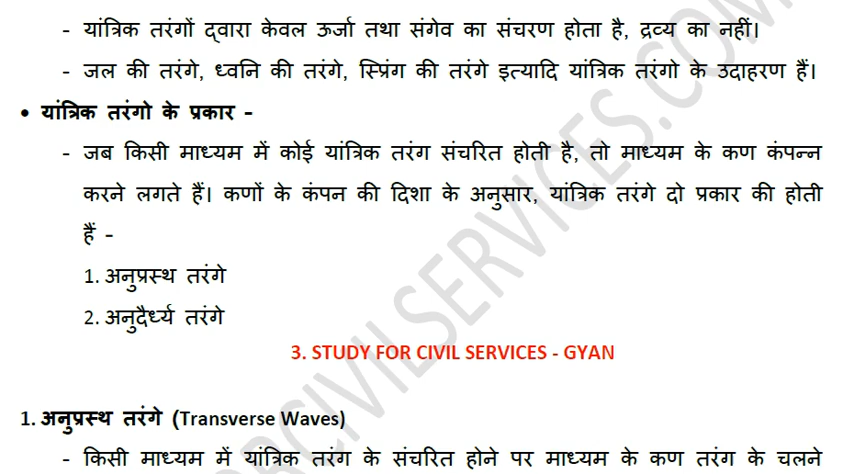 - यांत्रिक तरंगों द्वारा केवल ऊर्जा तथा संगेव का संचरण होता है, द्रव्य का नहीं।
- जल की तरंगे, ध्वनि की तरंगे, स्प्रिंग की तरंगे इत्यादि यांत्रिक तरंगो के उदाहरण हैं।
• यांत्रिक तरंगो के प्रकार -
- जब किसी माध्यम में कोई यांत्रिक तरंग संचरित होती है, तो माध्यम के कण कंपन्न
करने लगते हैं। कणों के कंपन की दिशा के अनुसार, यांत्रिक तरंगे दो प्रकार की होती
हैं -
1. अनुप्रस्थ तरंगे
2. अनुदैर्ध्य तरंगे
3. STUDY FOR CIVIL SERVICES - GYAN
1. अनुप्रस्थ तरंगे (Transverse Waves)
- किसी माध्यम में यांत्रिक तरंग के संचरित होने पर माध्यम के कण तरंग के चलने
RCIVILSERVICES.COM